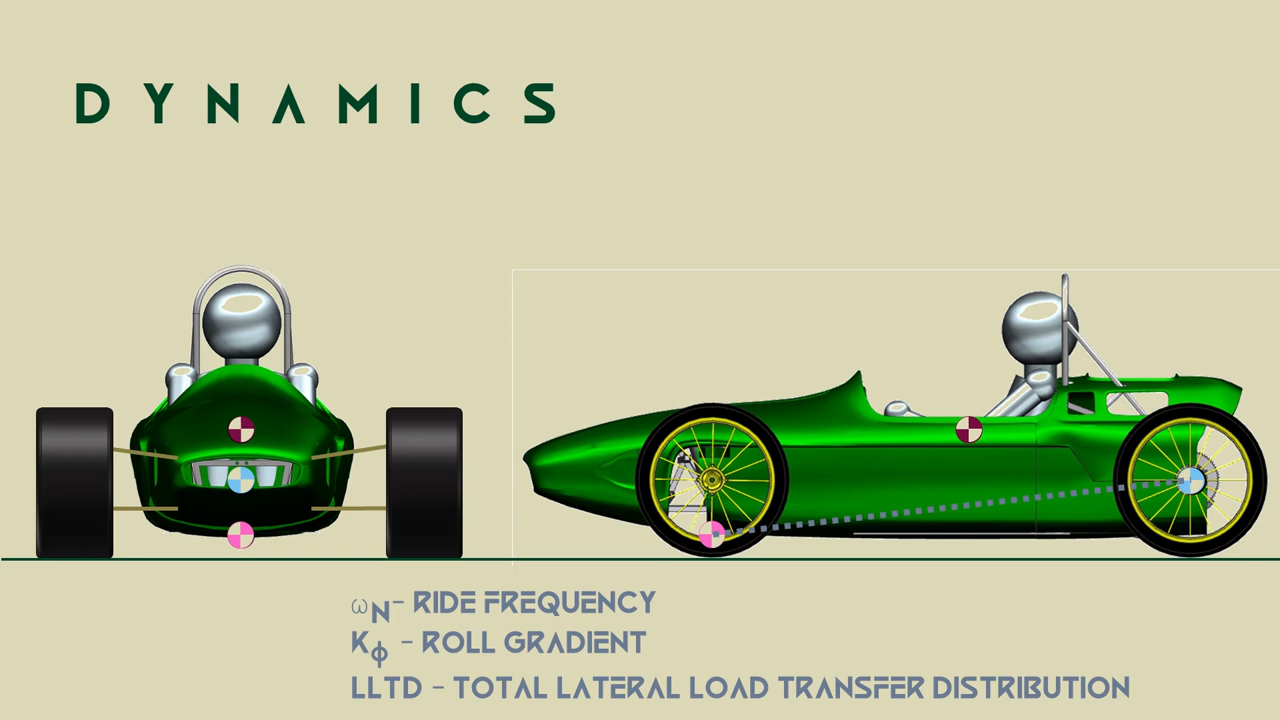 DYNAMICS
ωN- RIDE FREQUENCY
Kϕ - ROLL GRADIENT
LLTD - TOTAL LATERAL LOAD TRANSFER DISTRIBUTION